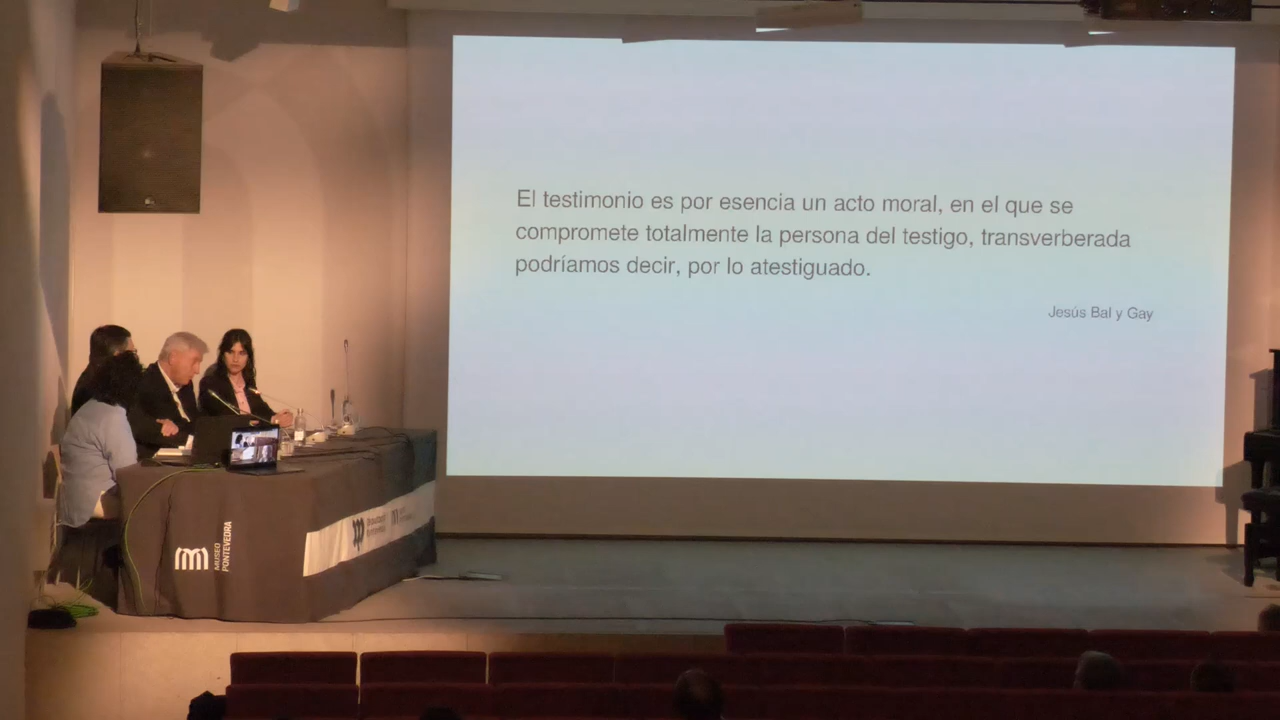 El testimonio es por esencia un acto moral, en el que se
compromete totalmente la persona del testigo, transverberada
podríamos decir, por lo atestiguado.
Jesús Bal y Gay
MUSEO
PONTEVEDRA